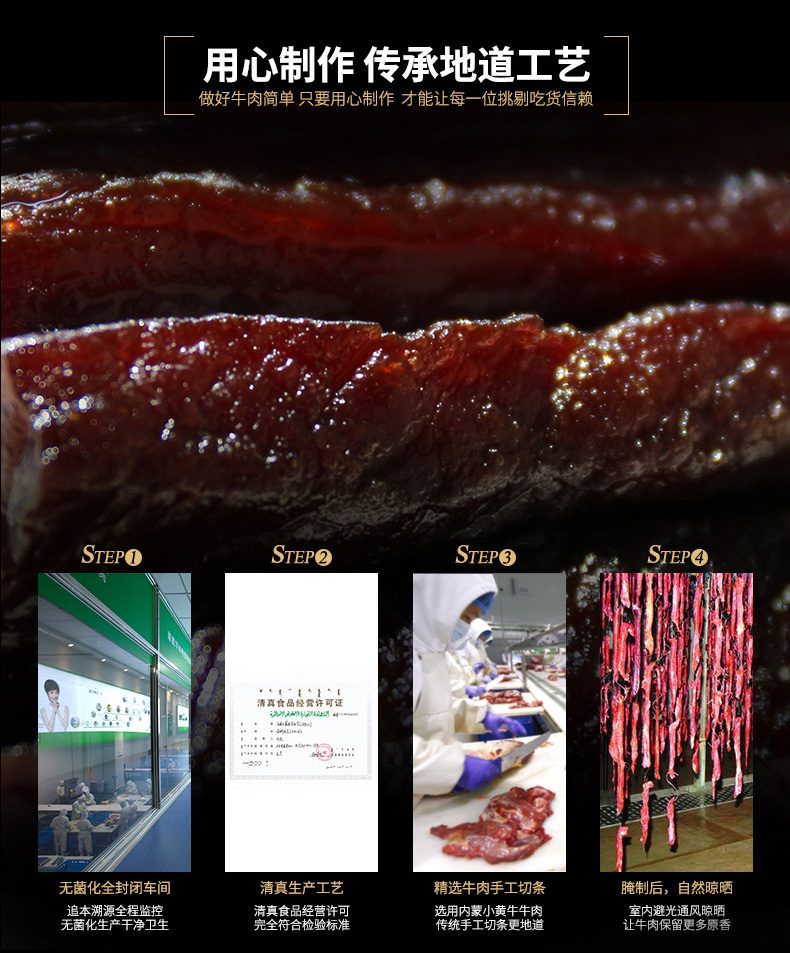 用心制作 传承地道工艺
做好牛肉简单 只要用心制作 才能让每一位挑剔吃货信赖
STEP1
STEP2
STEP3
STEP4
清真食品经营许可证
无菌化全封闭车间
追本溯源全程监控
无菌化生产干净卫生
清真生产工艺
清真食品经营许可
完全符合检验标准
精选牛肉手工切条
选用内蒙小黄牛牛肉
传统手工切条更地道
腌制后，自然晾晒
室内避光通风晾晒
让牛肉保留更多原香